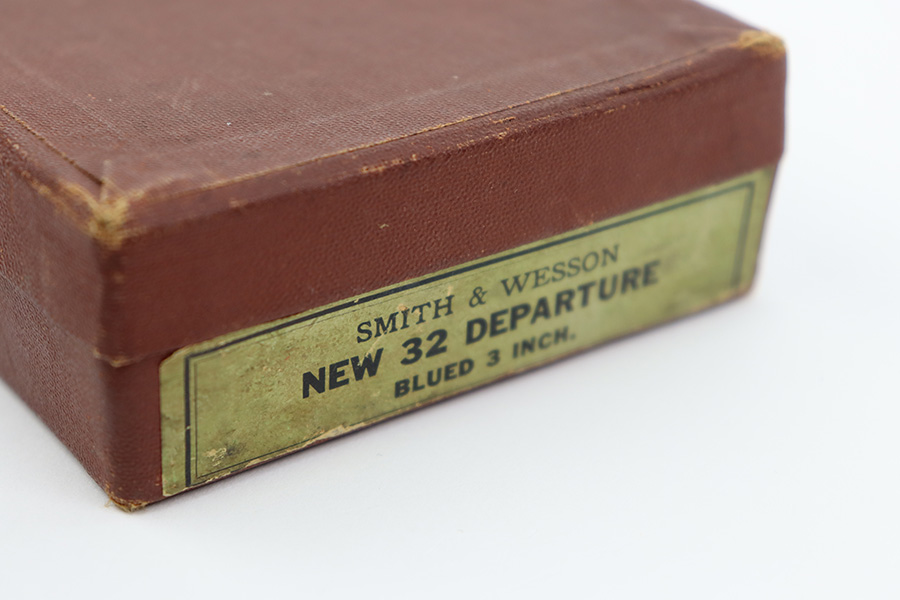 SMITH & WESSON
NEW 32 DEPARTURE
BLUED 3 INCH.